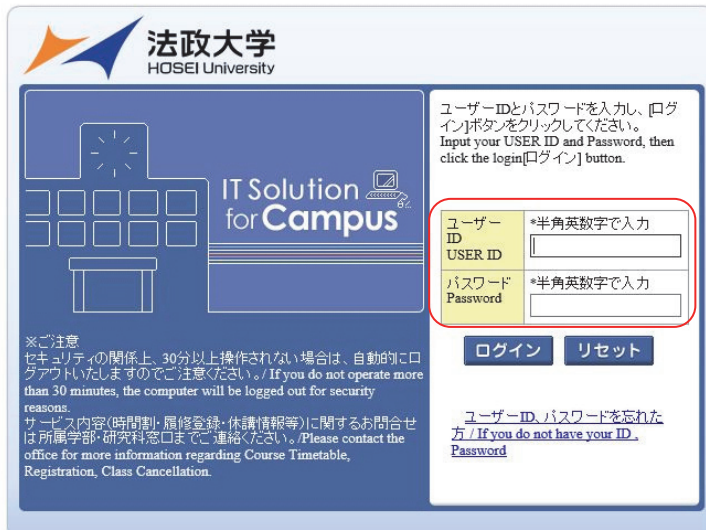 法政大学
HOSEI University
IT Solution
for Campus
※ご注意
セキュリティの関係上、30分以上操作されない場合は、自動的にロ
グアウトいたしますのでご注意ください。/ If you do not operate more
than 30 minutes, the computer will be logged out for security
reasons.
サービス内容(時間割・履修登録・休講情報等)に関するお問合せ
は所属学部・研究科窓口までご連絡ください。/Please contact the
office for more information regarding Course Timetable,
Registration, Class Cancellation.
ユーザーIDとパスワードを入力し、[ログ
イン]ボタンをクリックしてください。
Input your USER ID and Password, then
click the login[ログイン] button.
ユーザー
ID
USER ID
*半角英数字で入力
パスワード
Password
*半角英数字で入力
ログイン リセット
ユーザーID、パスワードを忘れた
方 / If you do not have your ID ,
Password